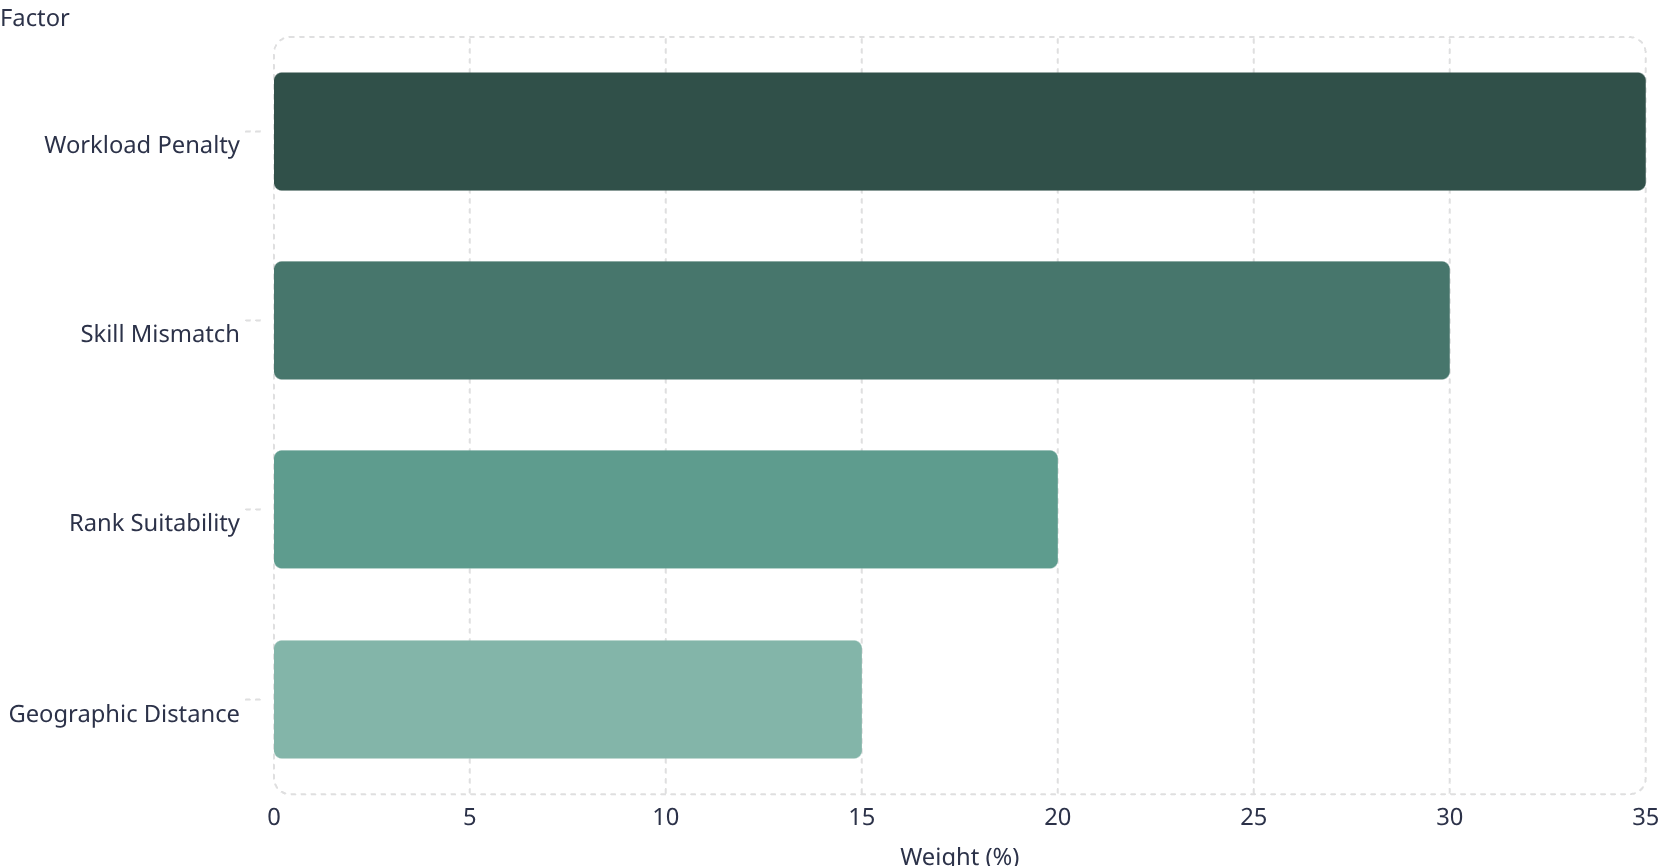 Factor
Workload Penalty
Skill Mismatch
Rank Suitability
Geographic Distance
0 5 10 15 20 25 30 35
Weight (%)